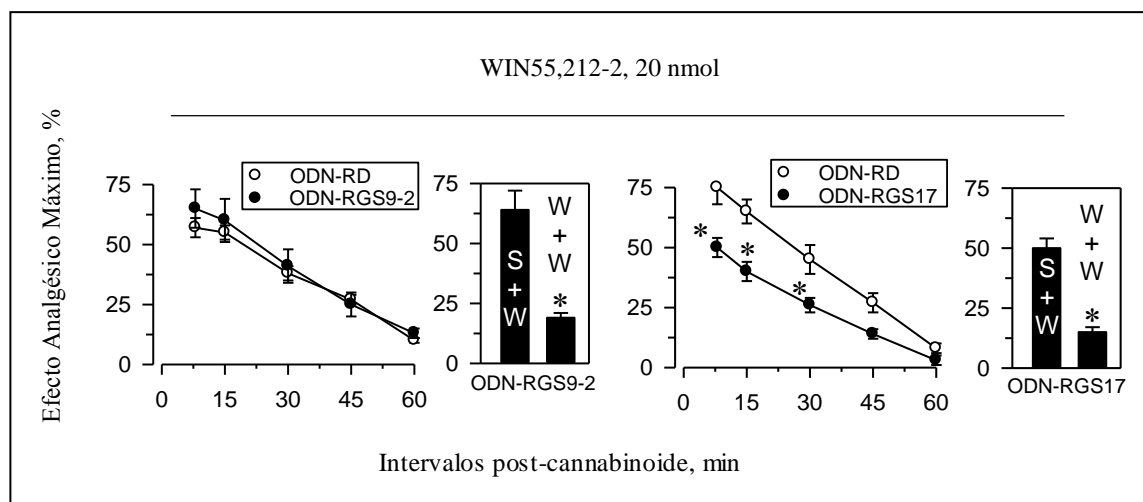 WIN55,212-2, 20 nmol
Efecto Analgésico Máximo, %
ODN-RD
ODN-RGS9-2
75
50
25
0
0 15 30 45 60
75
50
25
0
S
+
W
W
+
W
*
ODN-RGS9-2
ODN-RD
ODN-RGS17
75
50
25
0
* * *
0 15 30 45 60
75
50
25
0
S
+
W
W
+
W
*
ODN-RGS17
Intervalos post-cannabinoide, min